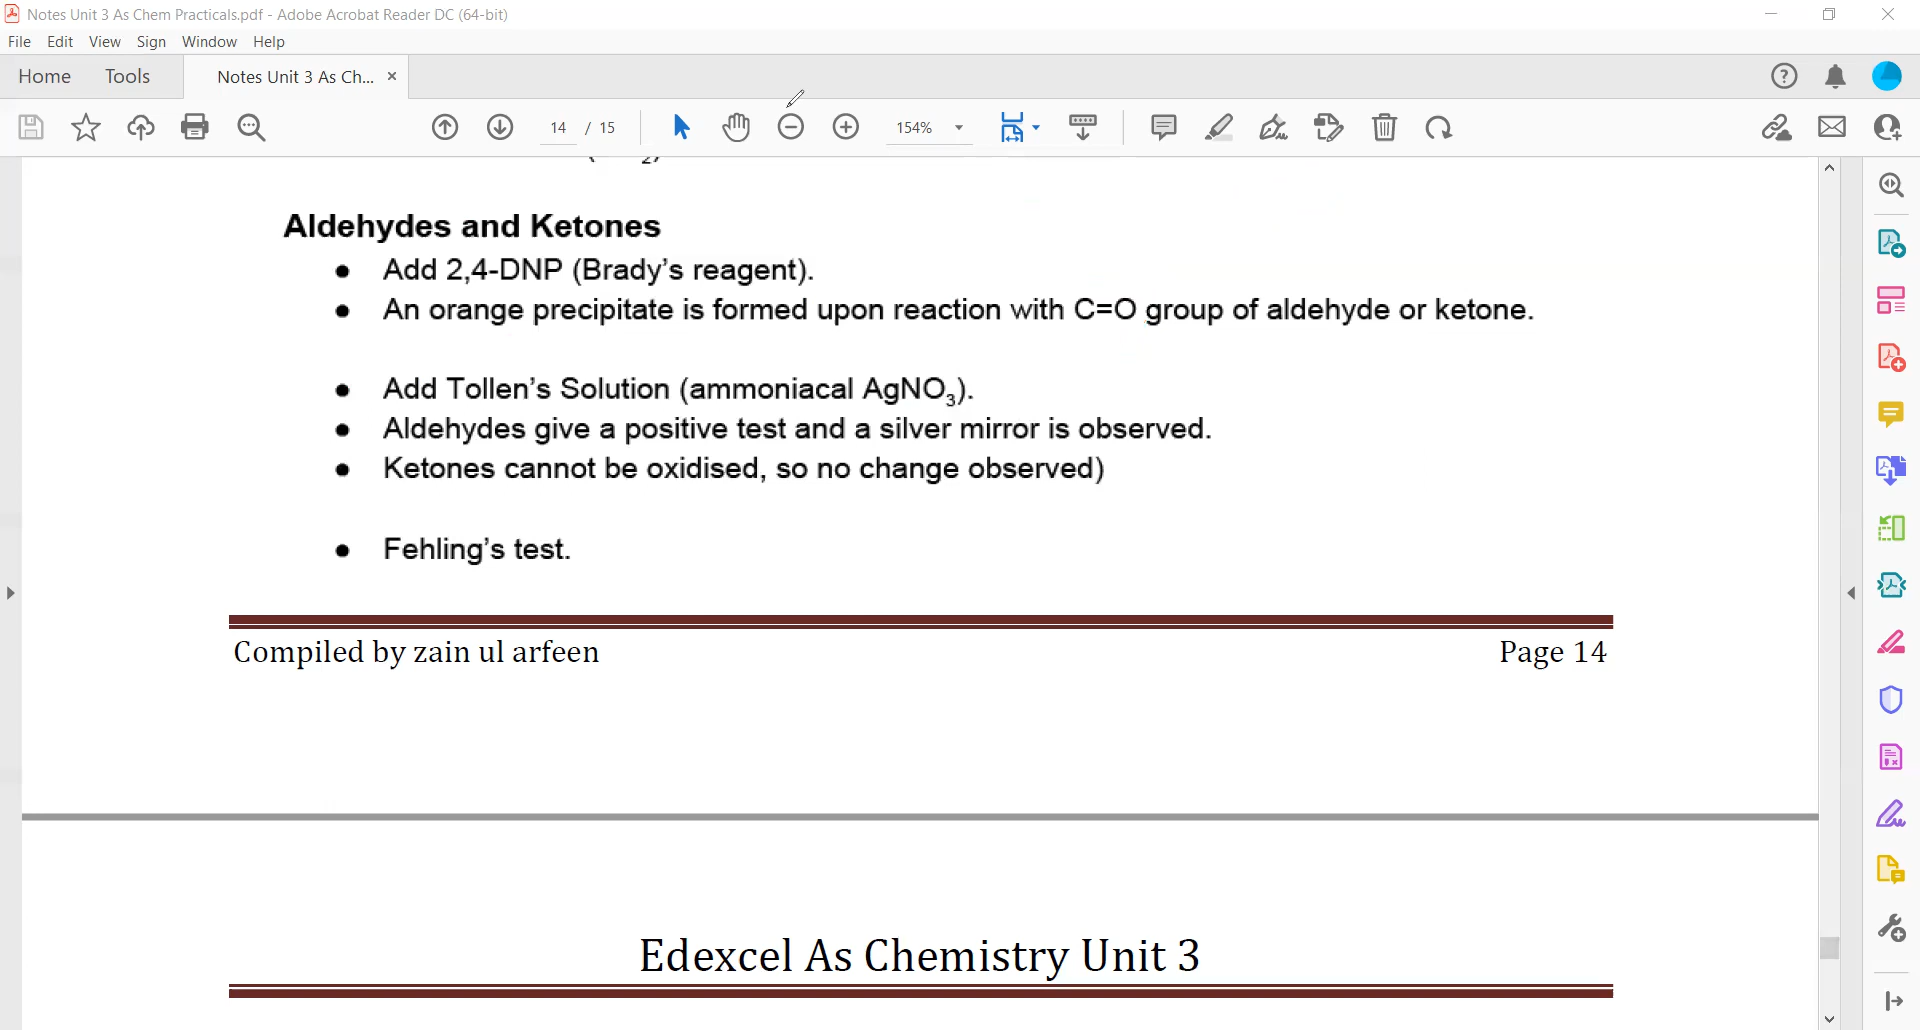 Notes Unit 3 As Chem Practicals.pdf - Adobe Acrobat Reader DC (64-bit)
File Edit View Sign Window Help
Home Tools Notes Unit 3 As Ch... ×
14 / 15 154%
Aldehydes and Ketones
● Add 2,4-DNP (Brady's reagent).
● An orange precipitate is formed upon reaction with C=O group of aldehyde or ketone.
● Add Tollen's Solution (ammoniacal AgNO₃).
● Aldehydes give a positive test and a silver mirror is observed.
● Ketones cannot be oxidised, so no change observed)
● Fehling's test.
Compiled by zain ul arfeen Page 14
Edexcel As Chemistry Unit 3